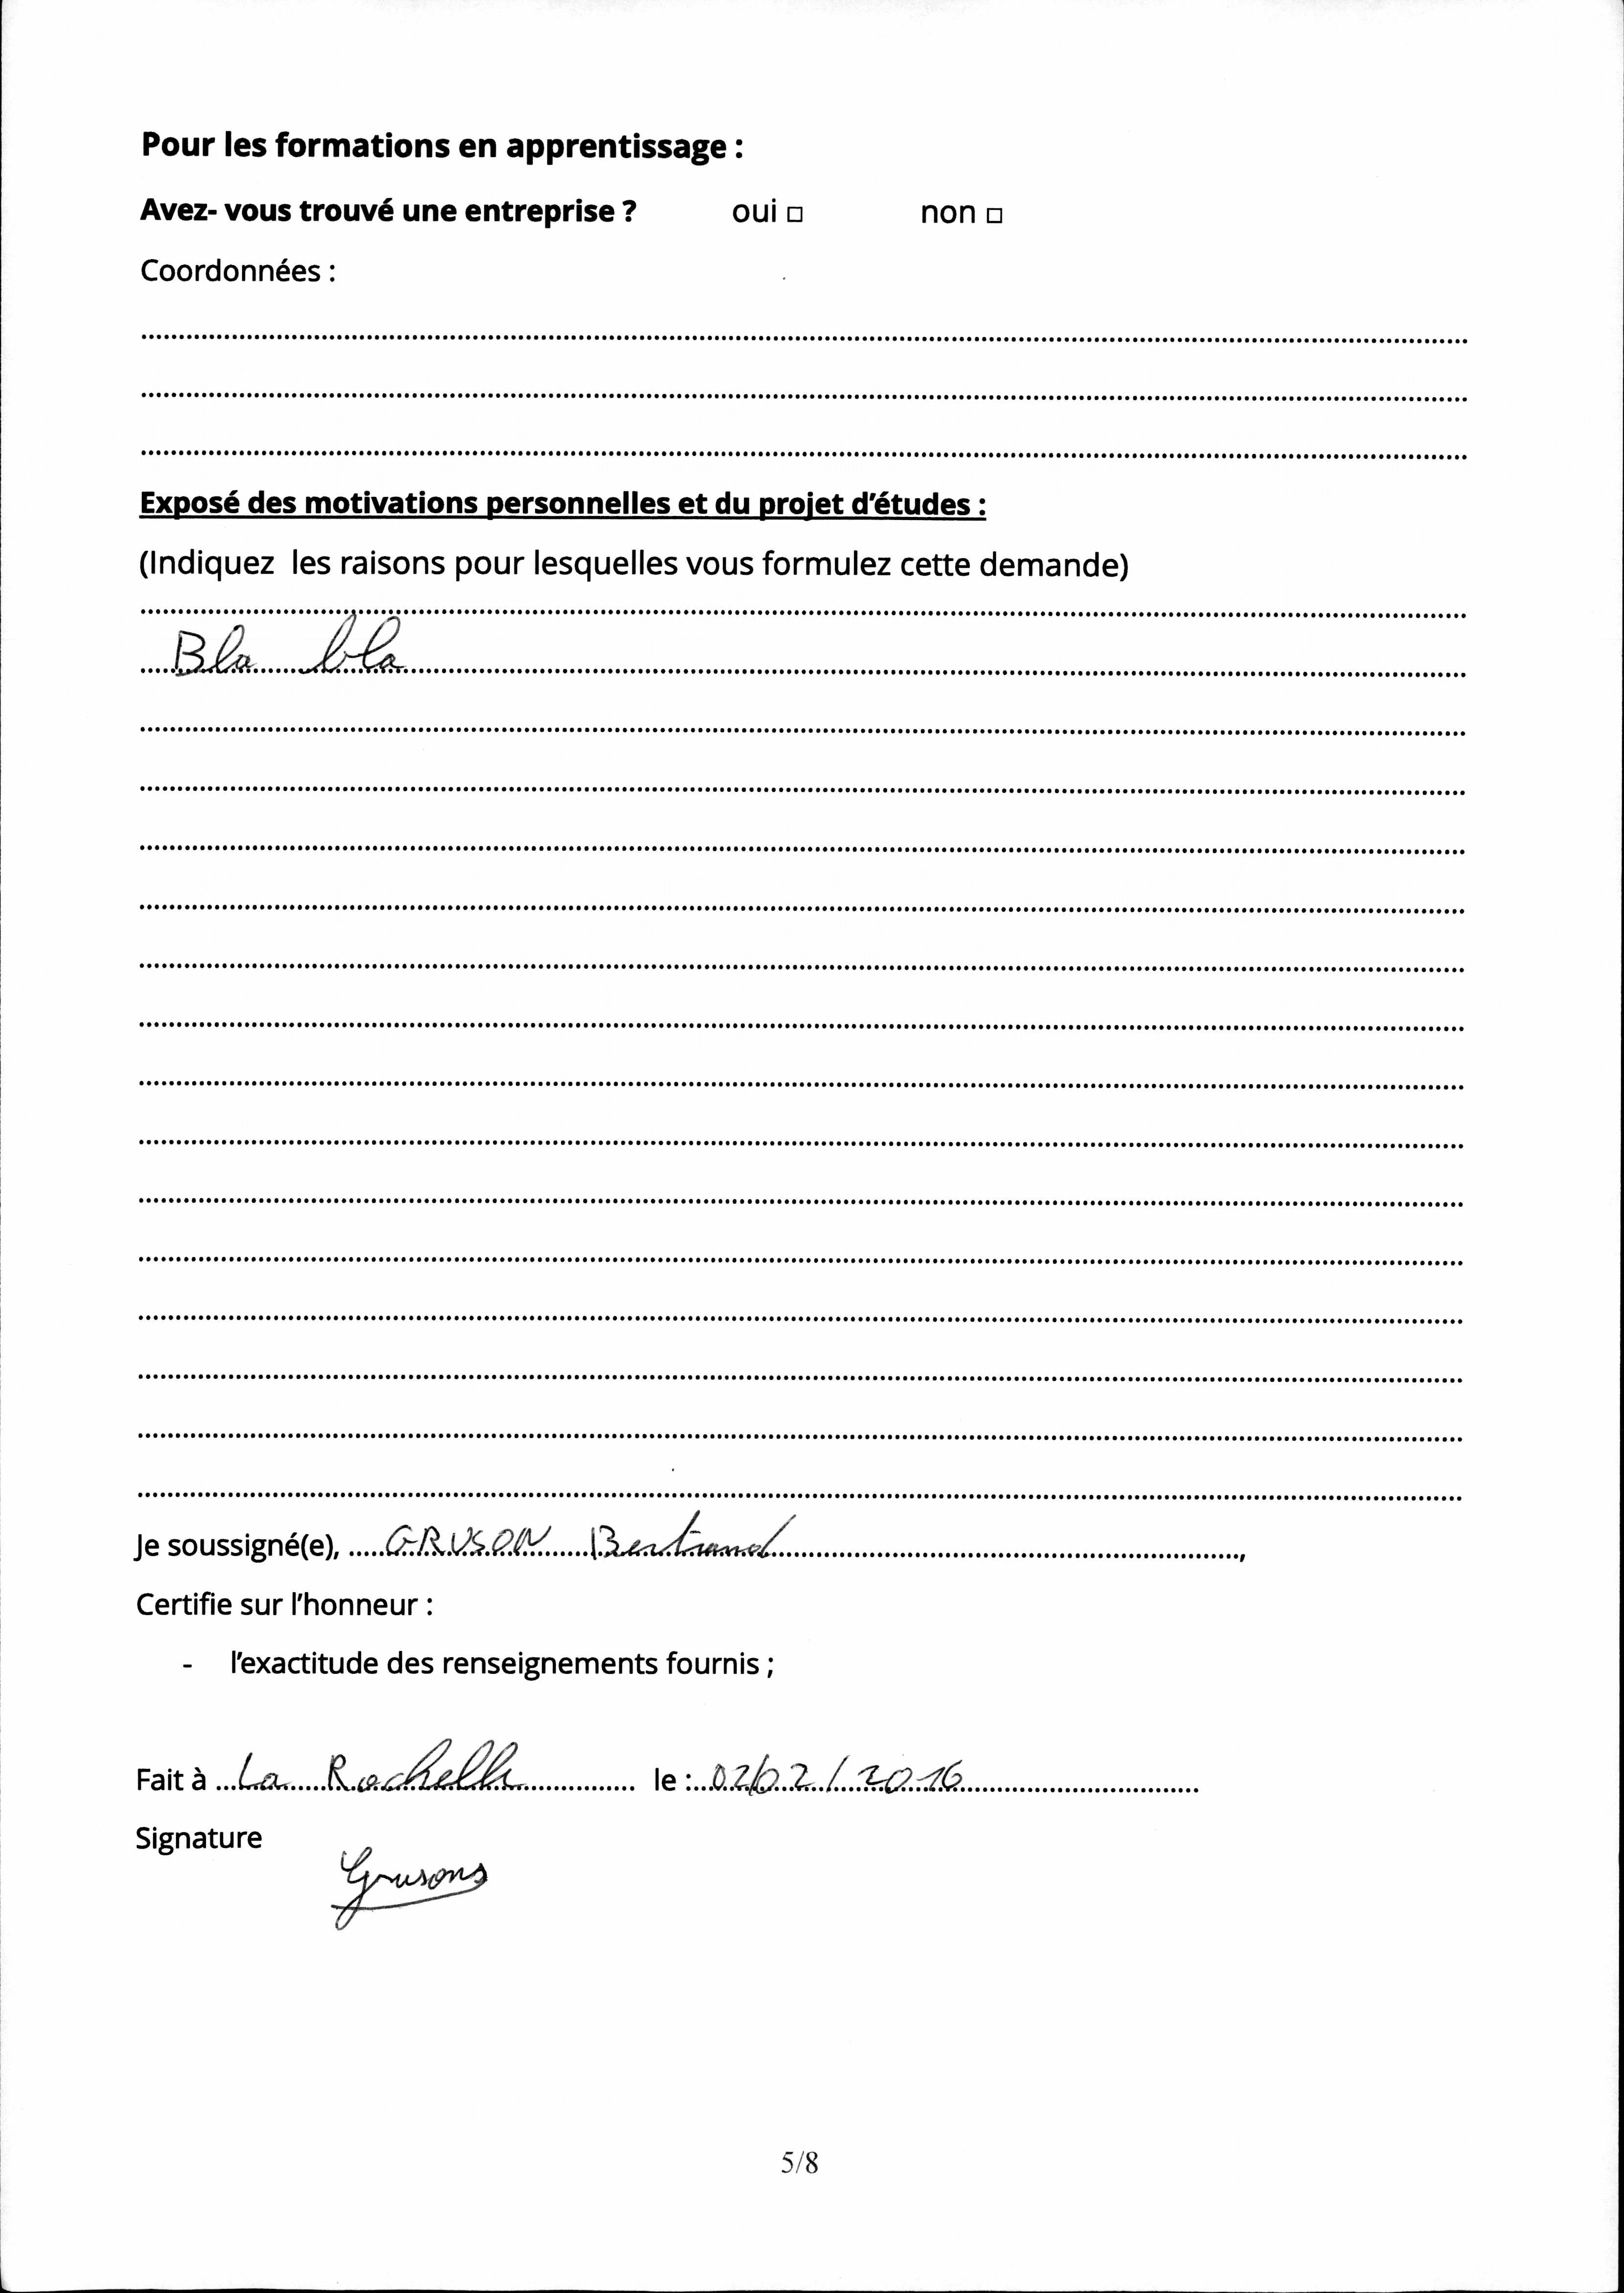 Pour les formations en apprentissage :
Avez- vous trouvé une entreprise ? oui □ non □
Coordonnées :
Exposé des motivations personnelles et du projet d'études :
(Indiquez les raisons pour lesquelles vous formulez cette demande)
Bla bla
Je soussigné(e), GRUSON Bertrand,
Certifie sur l'honneur :
- l'exactitude des renseignements fournis ;
Fait à La Rochelle le : 02/02/2016
Signature
Grusons
5/8